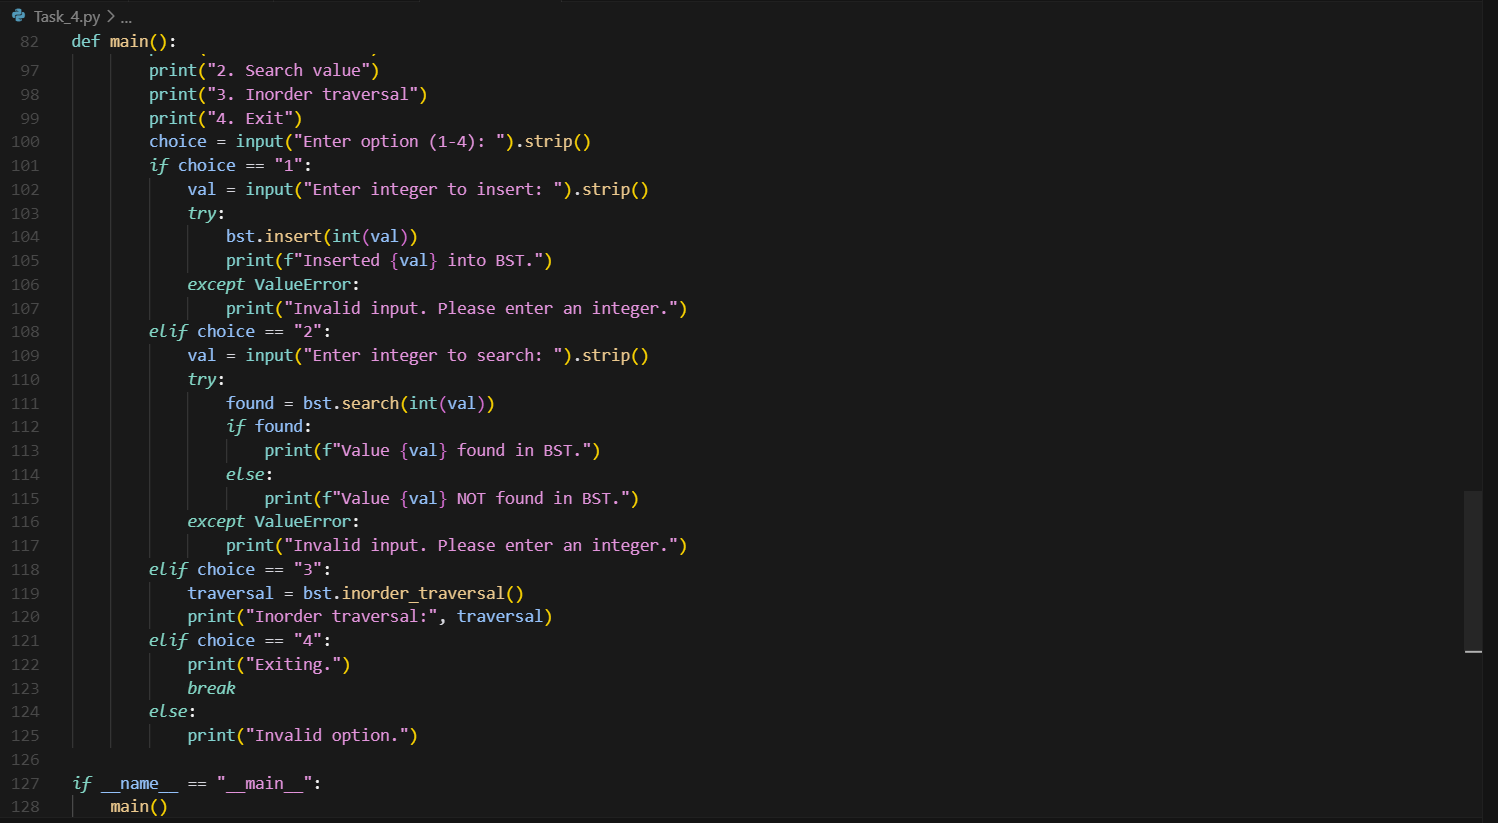 Task_4.py > ...
82 def main():
97 print("2. Search value")
98 print("3. Inorder traversal")
99 print("4. Exit")
100 choice = input("Enter option (1-4): ").strip()
101 if choice == "1":
102 val = input("Enter integer to insert: ").strip()
103 try:
104 bst.insert(int(val))
105 print(f"Inserted {val} into BST.")
106 except ValueError:
107 print("Invalid input. Please enter an integer.")
108 elif choice == "2":
109 val = input("Enter integer to search: ").strip()
110 try:
111 found = bst.search(int(val))
112 if found:
113 print(f"Value {val} found in BST.")
114 else:
115 print(f"Value {val} NOT found in BST.")
116 except ValueError:
117 print("Invalid input. Please enter an integer.")
118 elif choice == "3":
119 traversal = bst.inorder_traversal()
120 print("Inorder traversal:", traversal)
121 elif choice == "4":
122 print("Exiting.")
123 break
124 else:
125 print("Invalid option.")
126
127 if __name__ == "__main__":
128 main()